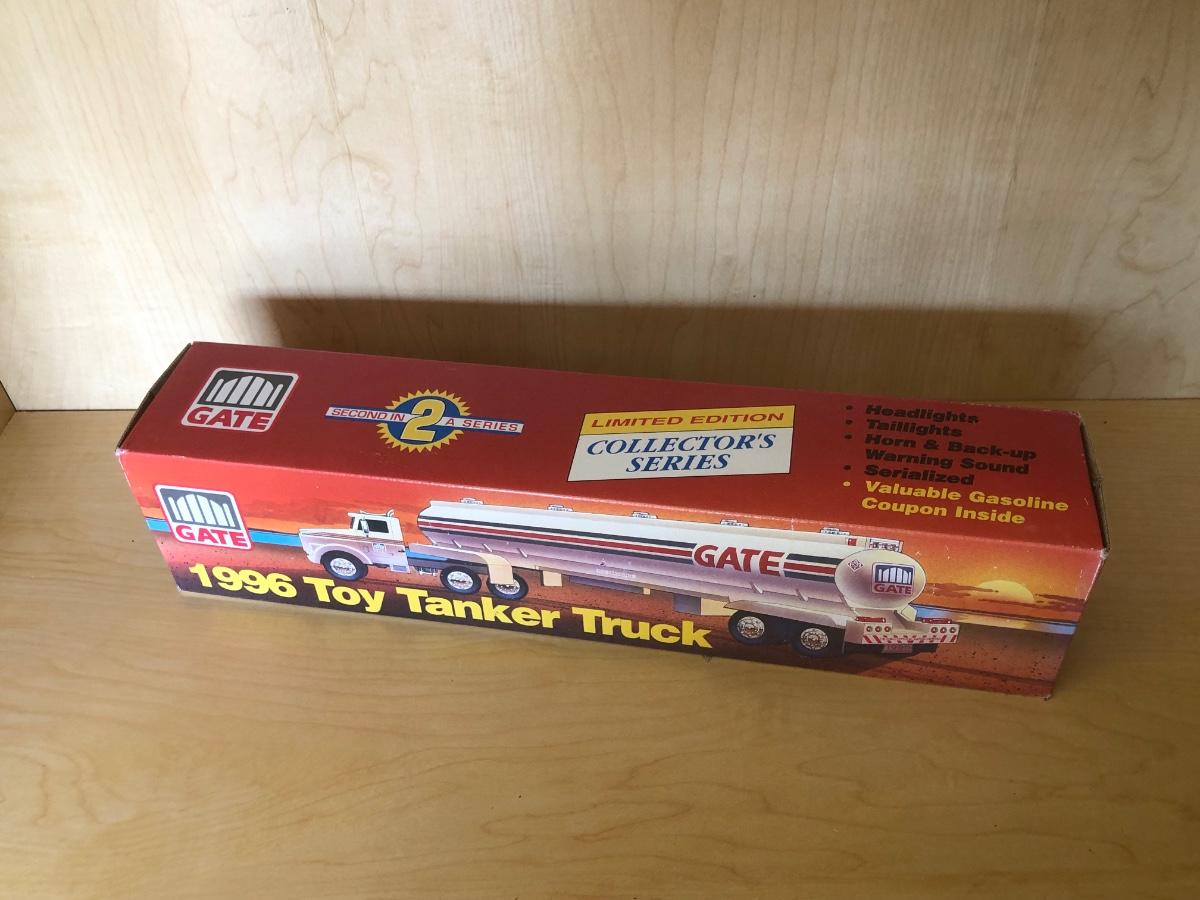 GATE
SECOND IN 2 A SERIES
LIMITED EDITION
COLLECTOR'S
SERIES
• Headlights
• Taillights
• Horn & Back-up
Warning Sound
• Serialized
• Valuable Gasoline
Coupon Inside
GATE
GATE
GATE
1996 Toy Tanker Truck